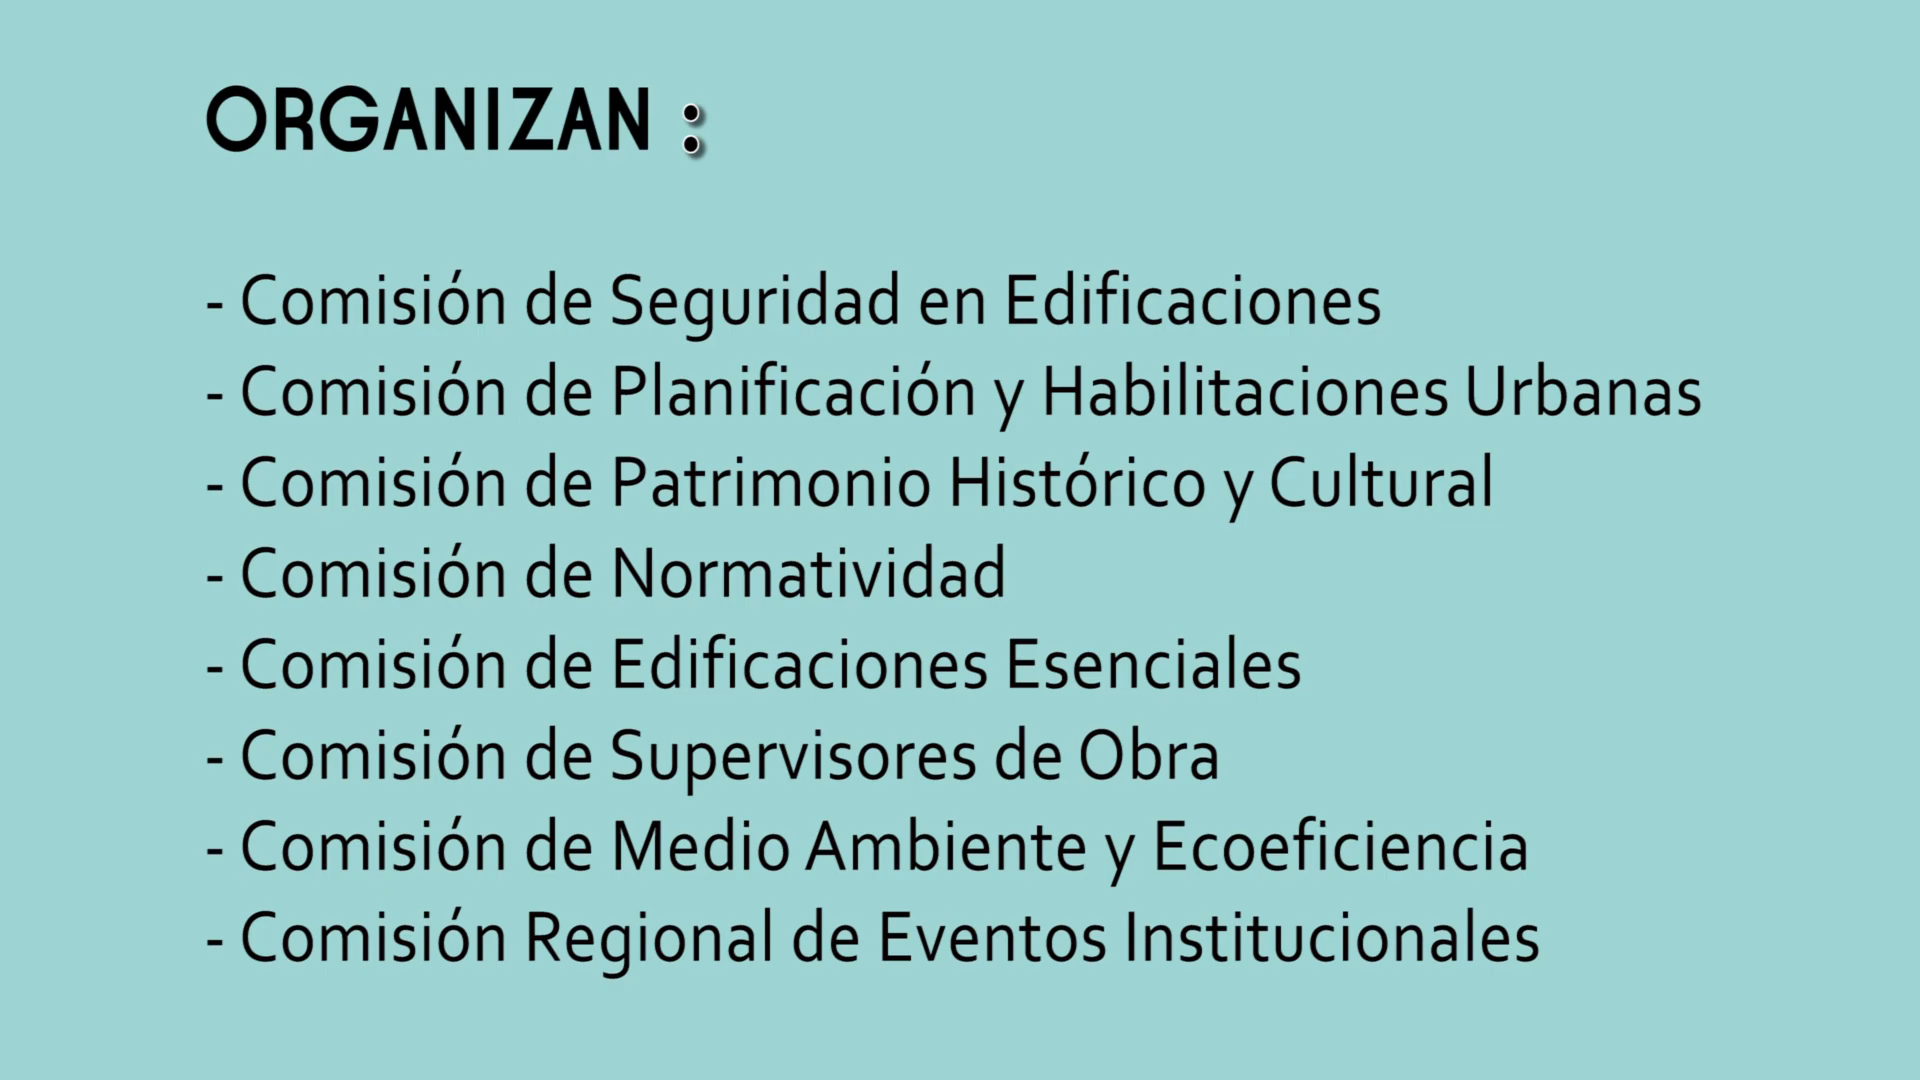 ORGANIZAN :
- Comisión de Seguridad en Edificaciones
- Comisión de Planificación y Habilitaciones Urbanas
- Comisión de Patrimonio Histórico y Cultural
- Comisión de Normatividad
- Comisión de Edificaciones Esenciales
- Comisión de Supervisores de Obra
- Comisión de Medio Ambiente y Ecoeficiencia
- Comisión Regional de Eventos Institucionales